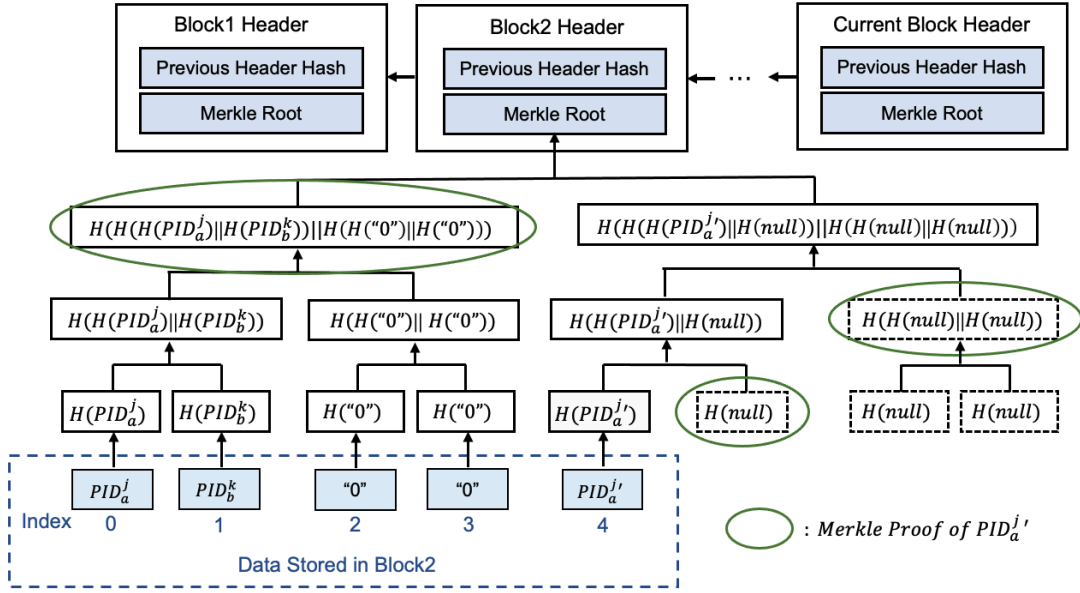 Block1 Header
Previous Header Hash
Merkle Root
Block2 Header
Previous Header Hash
Merkle Root
...
Current Block Header
Previous Header Hash
Merkle Root
H(H(H(PID_a^j)||H(PID_b^k))||H(H(“0”)||H(“0”)))
H(H(H(PID_a^j')||H(null))||H(H(null)||H(null)))
H(H(PID_a^j)||H(PID_b^k))
H(H(“0”)|| H(“0”))
H(H(PID_a^j')||H(null))
H(H(null)||H(null))
H(PID_a^j)
H(PID_b^k)
H(“0”)
H(“0”)
H(PID_a^j')
H(null)
H(null)
H(null)
PID_a^j
PID_b^k
“0”
“0”
PID_a^j'
Index 0 1 2 3 4
Data Stored in Block2
: Merkle Proof of PID_a^j'